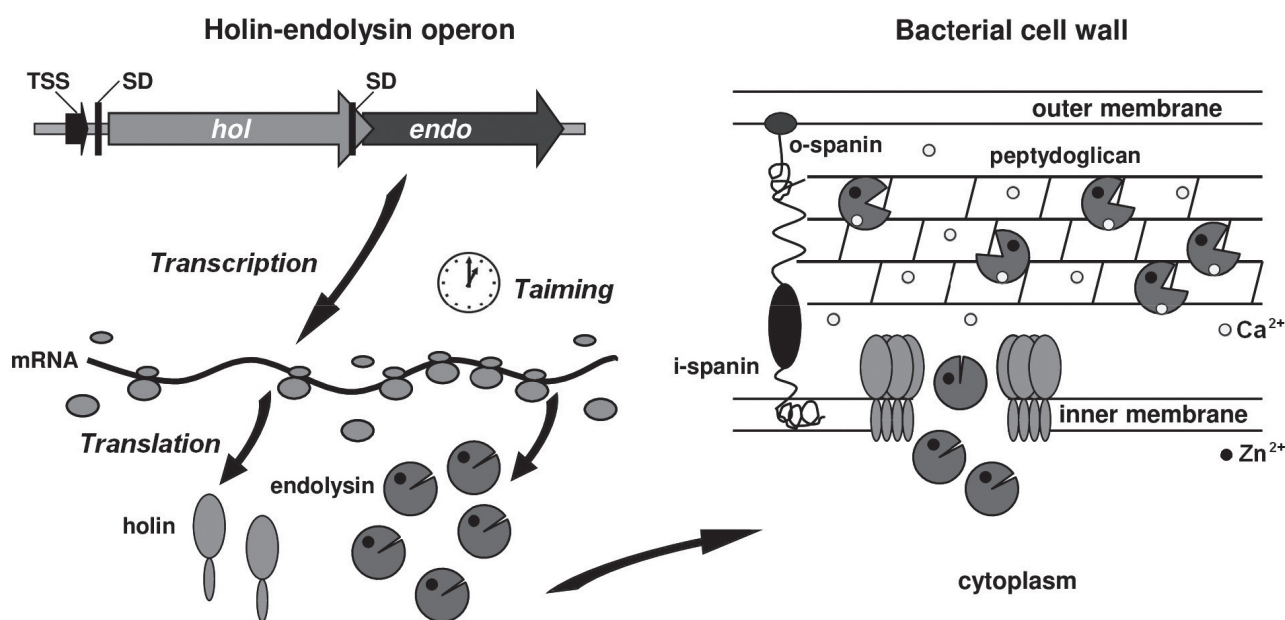 Holin-endolysin operon
TSS
SD
SD
hol
endo
Transcription
Taiming
mRNA
Translation
endolysin
holin
Bacterial cell wall
outer membrane
o-spanin
peptydoglican
Ca²⁺
i-spanin
inner membrane
Zn²⁺
cytoplasm